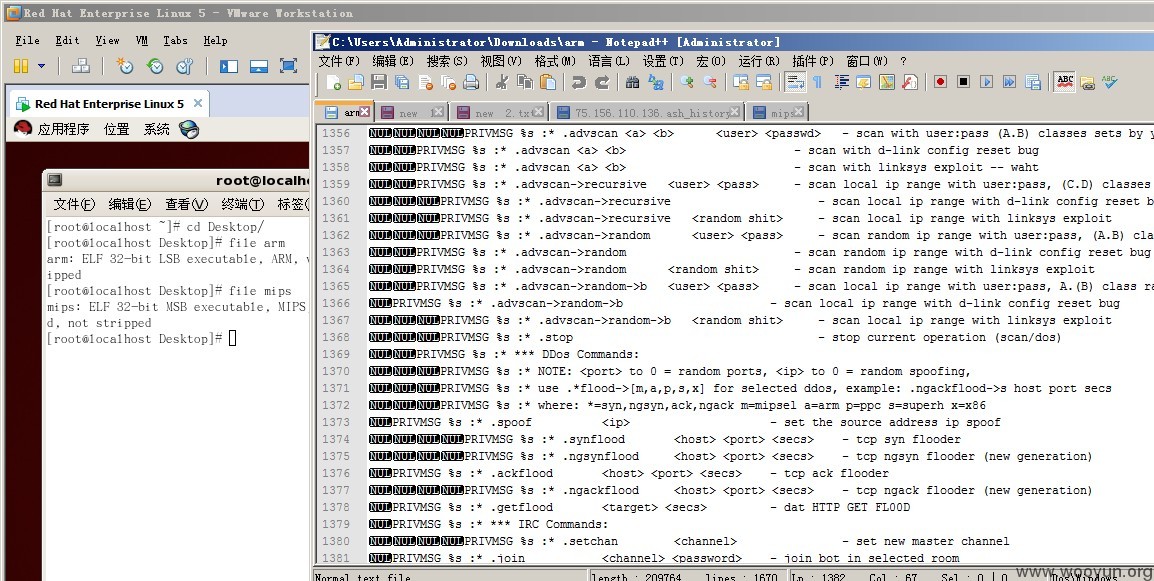 Red Hat Enterprise Linux 5 - VMware Workstation
File Edit View VM Tabs Help
Red Hat Enterprise Linux 5
应用程序 位置 系统
root@localho
文件(F) 编辑(E) 查看(V) 终端(T) 标签(
[root@localhost ~]# cd Desktop/
[root@localhost Desktop]# file arm
arm: ELF 32-bit LSB executable, ARM,
ipped
[root@localhost Desktop]# file mips
mips: ELF 32-bit MSB executable, MIPS
d, not stripped
[root@localhost Desktop]#
C:\Users\Administrator\Downloads\arm - Notepad++ [Administrator]
文件(F) 编辑(E) 搜索(S) 视图(V) 格式(M) 语言(L) 设置(T) 宏(O) 运行(R) 插件(P) 窗口(W) ?
arm new 1 new 2.txt 75.156.110.136.ash_history mips
1356 NULNULNULNULPRIVMSG %s :* .advscan <a> <b> <user> <passwd> - scan with user:pass (A.B) classes sets by y
1357 NULNULPRIVMSG %s :* .advscan <a> <b> - scan with d-link config reset bug
1358 NULNULPRIVMSG %s :* .advscan <a> <b> - scan with linksys exploit -- waht
1359 NULNULPRIVMSG %s :* .advscan->recursive <user> <pass> - scan local ip range with user:pass, (C.D) classes
1360 NULNULNULPRIVMSG %s :* .advscan->recursive - scan local ip range with d-link config reset b
1361 NULNULNULPRIVMSG %s :* .advscan->recursive <random shit> - scan local ip range with linksys exploit
1362 NULNULNULPRIVMSG %s :* .advscan->random <user> <pass> - scan random ip range with user:pass, (A.B) cla
1363 NULNULPRIVMSG %s :* .advscan->random - scan random ip range with d-link config reset bug
1364 NULNULPRIVMSG %s :* .advscan->random <random shit> - scan random ip range with linksys exploit
1365 NULNULPRIVMSG %s :* .advscan->random->b <user> <pass> - scan local ip range with user:pass, A.(B) class ra
1366 NULPRIVMSG %s :* .advscan->random->b - scan local ip range with d-link config reset bug
1367 NULNULNULPRIVMSG %s :* .advscan->random->b <random shit> - scan local ip range with linksys exploit
1368 NULNULNULPRIVMSG %s :* .stop - stop current operation (scan/dos)
1369 NULNULPRIVMSG %s :* *** DDos Commands:
1370 NULNULNULPRIVMSG %s :* NOTE: <port> to 0 = random ports, <ip> to 0 = random spoofing,
1371 NULNULNULPRIVMSG %s :* use .*flood->[m,a,p,s,x] for selected ddos, example: .ngackflood->s host port secs
1372 NULNULNULPRIVMSG %s :* where: *=syn,ngsyn,ack,ngack m=mipsel a=arm p=ppc s=superh x=x86
1373 NULPRIVMSG %s :* .spoof <ip> - set the source address ip spoof
1374 NULNULNULNULPRIVMSG %s :* .synflood <host> <port> <secs> - tcp syn flooder
1375 NULNULNULPRIVMSG %s :* .ngsynflood <host> <port> <secs> - tcp ngsyn flooder (new generation)
1376 NULPRIVMSG %s :* .ackflood <host> <port> <secs> - tcp ack flooder
1377 NULNULNULPRIVMSG %s :* .ngackflood <host> <port> <secs> - tcp ngack flooder (new generation)
1378 NULPRIVMSG %s :* .getflood <target> <secs> - dat HTTP GET FLOOD
1379 NULPRIVMSG %s :* *** IRC Commands:
1380 NULNULNULNULPRIVMSG %s :* .setchan <channel> - set new master channel
1381 NULPRIVMSG %s :* .join <channel> <password> - join bot in selected room
Normal text file length : 209764 lines : 1670 Ln : 1382 Col : 67 Sel : 0 | 0 Dos\Windows
www.wooyun.org